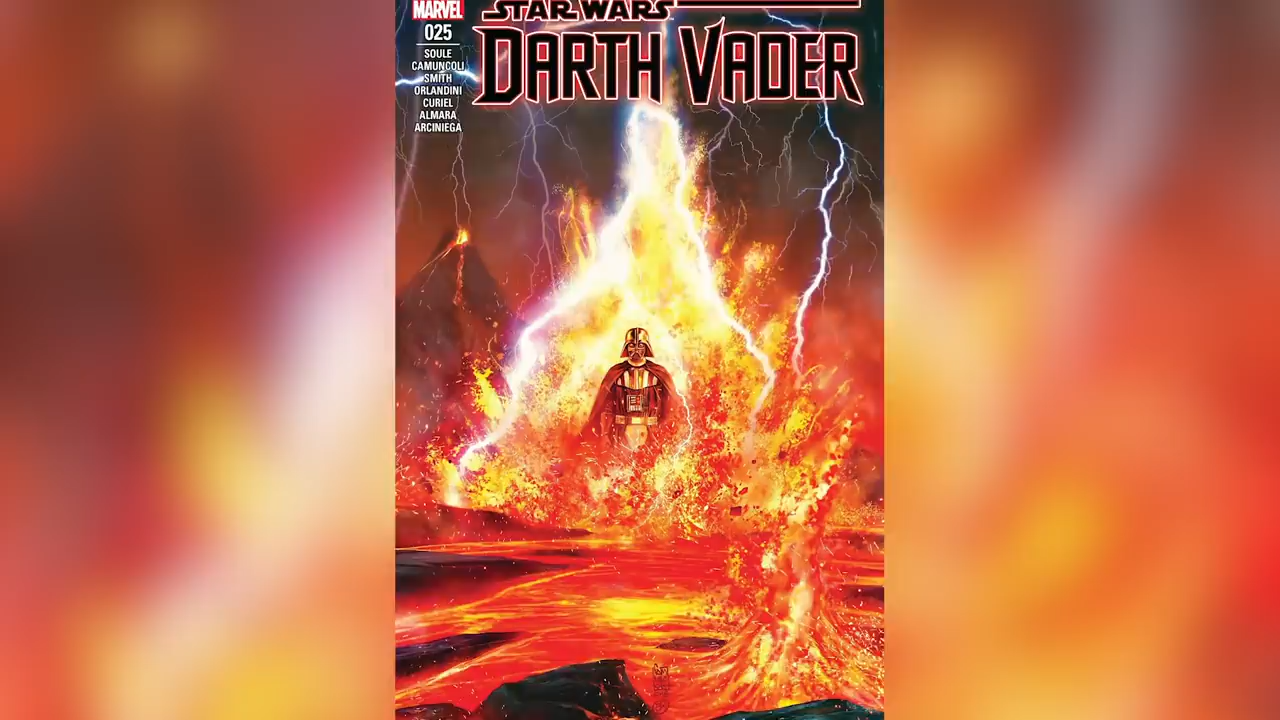 MARVEL
025
SOULE
CAMUNCOLI
SMITH
ORLANDINI
CURIEL
ALMARA
ARCINIEGA
STAR WARS
DARTH VADER